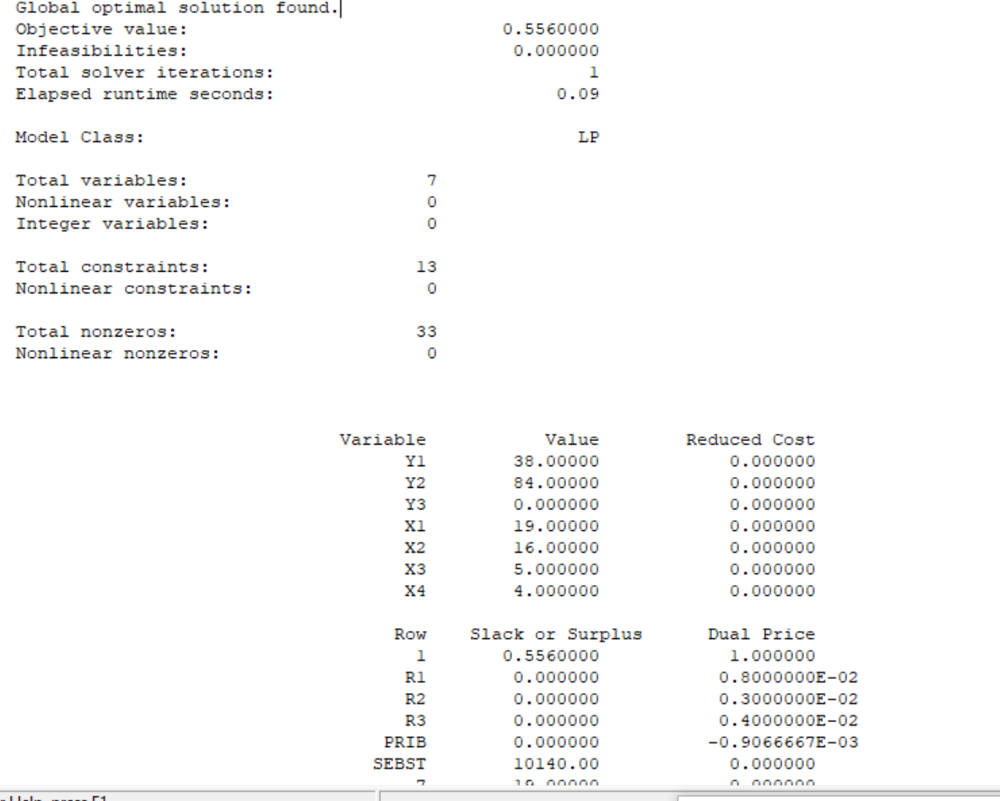 Global optimal solution found.
Objective value: 0.5560000
Infeasibilities: 0.000000
Total solver iterations: 1
Elapsed runtime seconds: 0.09
Model Class: LP
Total variables: 7
Nonlinear variables: 0
Integer variables: 0
Total constraints: 13
Nonlinear constraints: 0
Total nonzeros: 33
Nonlinear nonzeros: 0
Variable Value Reduced Cost
Y1 38.00000 0.000000
Y2 84.00000 0.000000
Y3 0.000000 0.000000
X1 19.00000 0.000000
X2 16.00000 0.000000
X3 5.000000 0.000000
X4 4.000000 0.000000
Row Slack or Surplus Dual Price
1 0.5560000 1.000000
R1 0.000000 0.8000000E-02
R2 0.000000 0.3000000E-02
R3 0.000000 0.4000000E-02
PRIB 0.000000 -0.9066667E-03
SEBST 10140.00 0.000000
7 19.00000 0.000000
Help, press F1